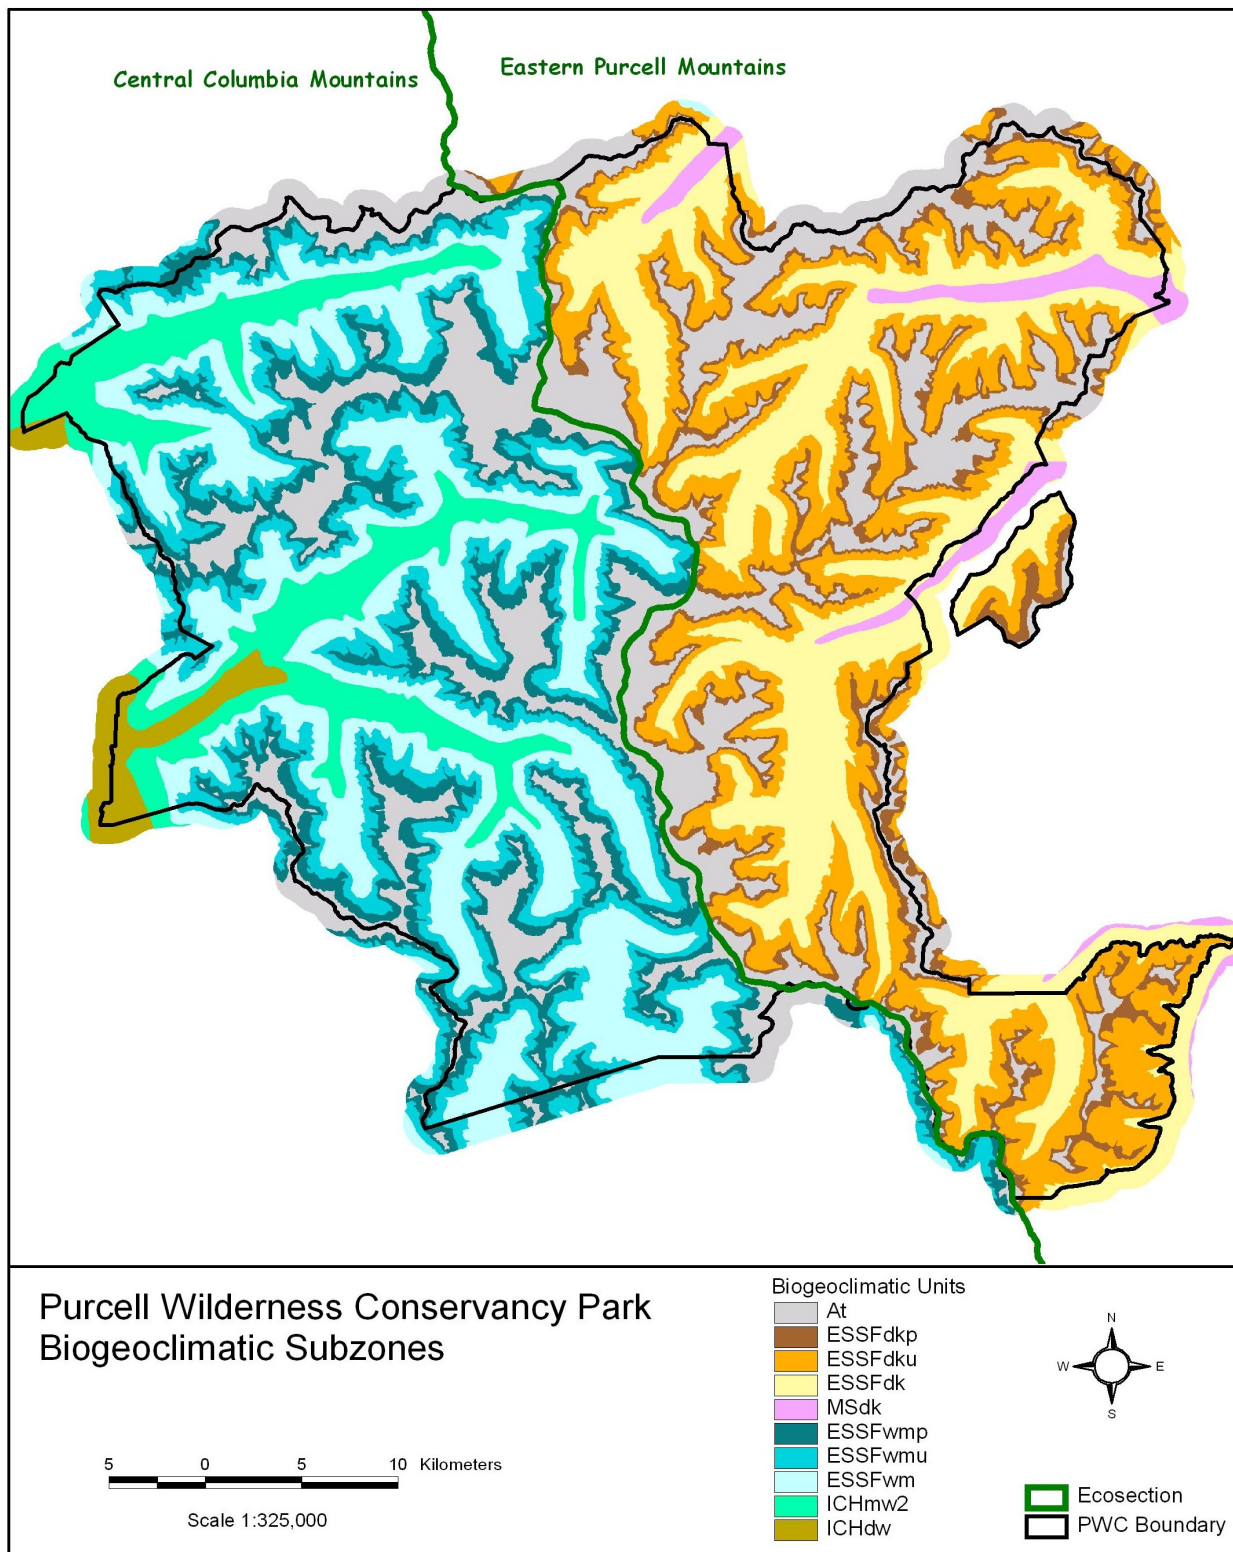 Central Columbia Mountains
Eastern Purcell Mountains
Purcell Wilderness Conservancy Park
Biogeoclimatic Subzones
5 0 5 10 Kilometers
Scale 1:325,000
Biogeoclimatic Units
At
ESSFdkp
ESSFdku
ESSFdk
MSdk
ESSFwmp
ESSFwmu
ESSFwm
ICHmw2
ICHdw
N
W E
S
Ecosection
PWC Boundary